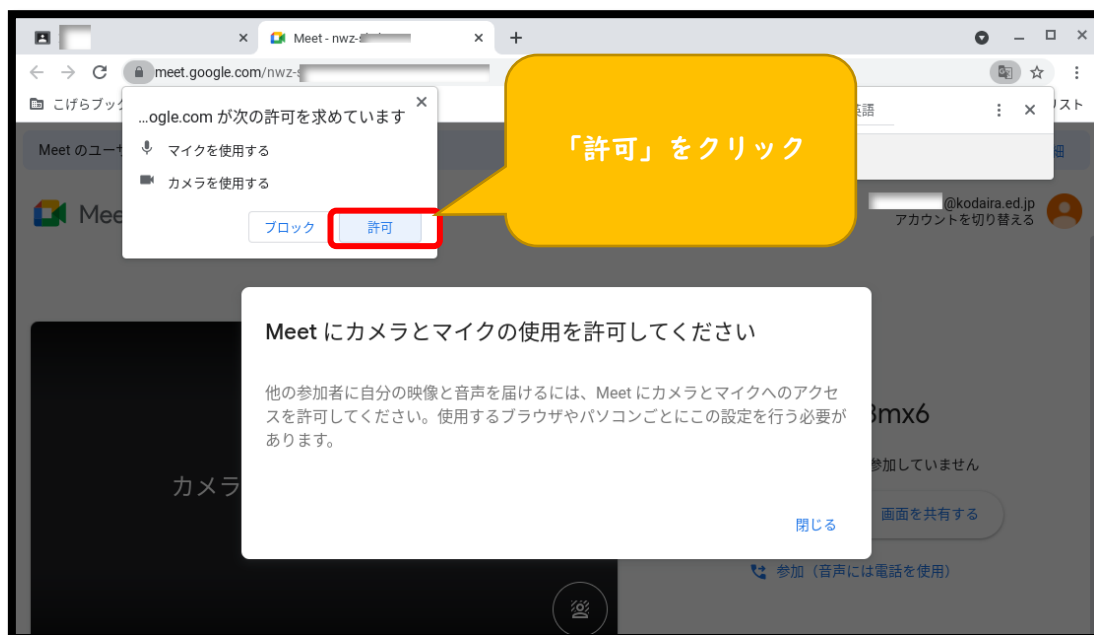 Meet - nwz-
meet.google.com/nwz-
こげらブッ
スト
英語
…ogle.com が次の許可を求めています
マイクを使用する
カメラを使用する
ブロック
許可
「許可」をクリック
Meet のユー
細
Mee
@kodaira.ed.jp
アカウントを切り替える
Meet にカメラとマイクの使用を許可してください
他の参加者に自分の映像と音声を届けるには、Meet にカメラとマイクへのアクセ
スを許可してください。使用するブラウザやパソコンごとにこの設定を行う必要が
あります。
閉じる
カメラ
3mx6
参加していません
画面を共有する
参加（音声には電話を使用）